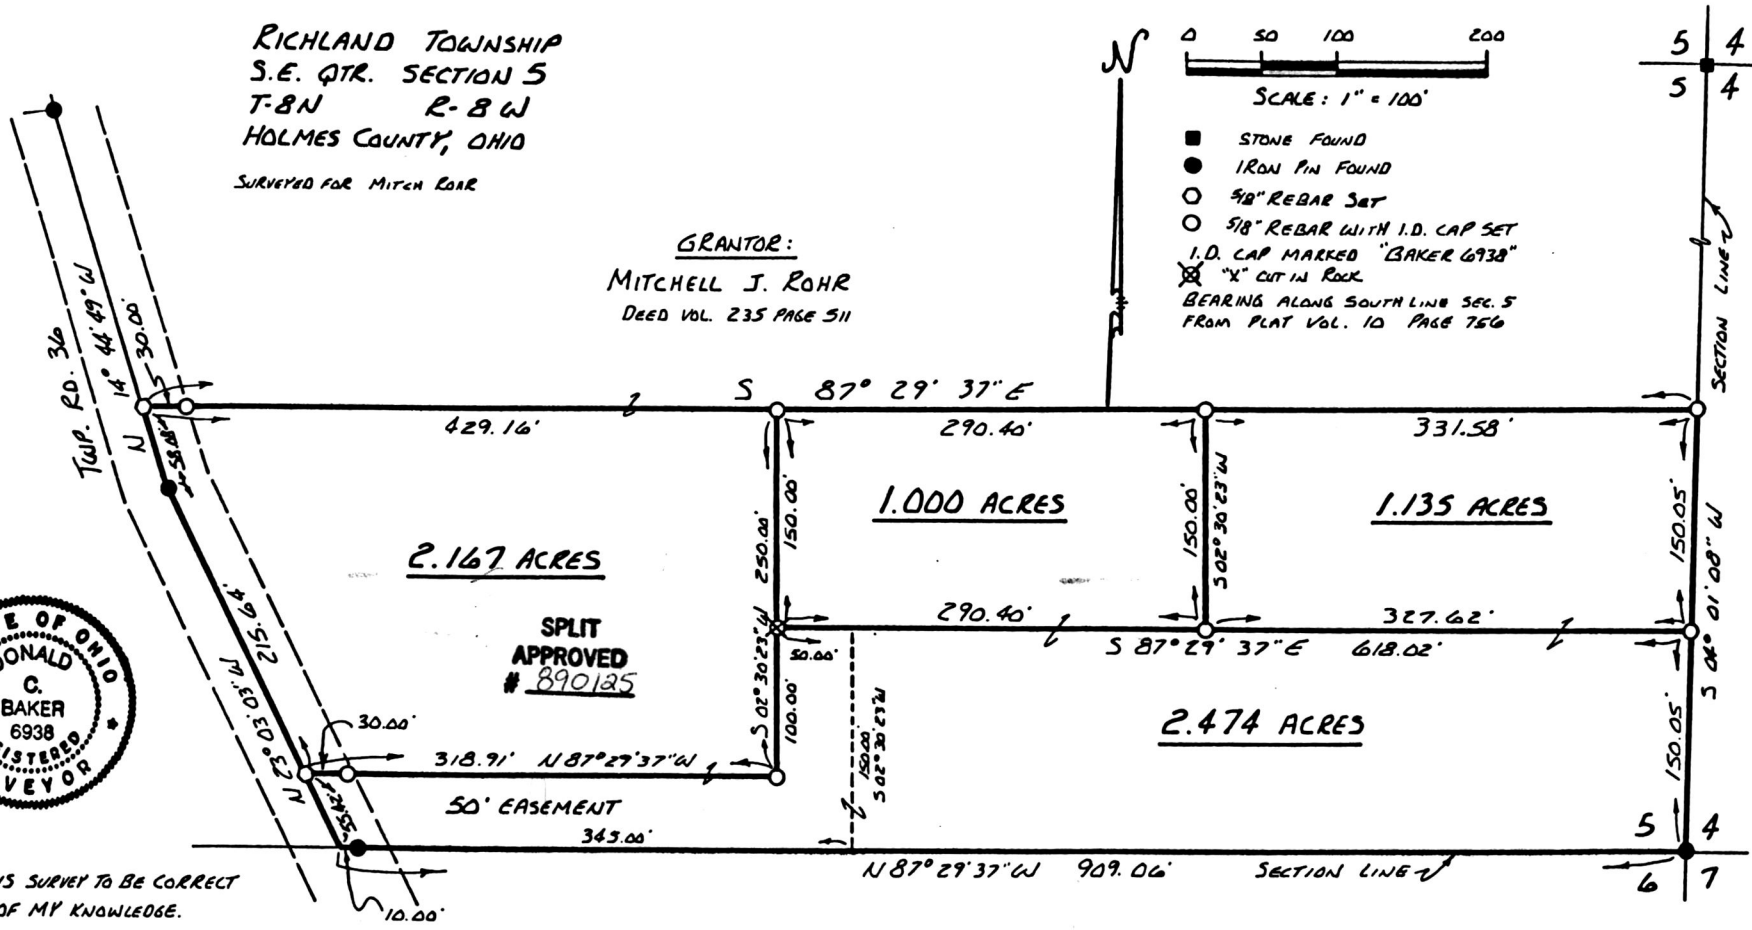 RICHLAND TOWNSHIP
S.E. QTR. SECTION 5
T-8N R-8W
HOLMES COUNTY, OHIO
SURVEYED FOR MITCH ROHR
GRANTOR:
MITCHELL J. ROHR
DEED VOL. 235 PAGE 511
N
0 50 100 200
SCALE: 1" = 100'
STONE FOUND
IRON PIN FOUND
5/8" REBAR SET
5/8" REBAR WITH I.D. CAP SET
I.D. CAP MARKED "BAKER 6938"
"X" CUT IN ROCK
BEARING ALONG SOUTH LINE SEC. 5
FROM PLAT VOL. 10 PAGE 756
5 4
5 4
SECTION LINE
TWP. RD. 36
N 14° 44' 49" W
30.00'
58.08'
S 87° 29' 37" E
429.16'
290.40'
331.58'
2.167 ACRES
1.000 ACRES
1.135 ACRES
250.00'
150.00'
150.00'
S 02° 30' 23" W
150.05'
S 04° 01' 08" W
215.64'
N 23° 03' 03" W
SPLIT
APPROVED
# 890125
S 02° 30' 23" W
100.00'
290.40'
50.00'
S 87° 29' 37" E
327.62'
618.02'
150.00'
S 02° 30' 23" W
2.474 ACRES
150.05'
30.00'
318.91' N 87° 29' 37" W
50' EASEMENT
55.42'
345.00'
N 87° 29' 37" W 909.06' SECTION LINE
10.00'
5 4
6 7
E OF OHIO
DONALD
C.
BAKER
6938
ISTERED
VEYOR
IS SURVEY TO BE CORRECT
OF MY KNOWLEDGE.